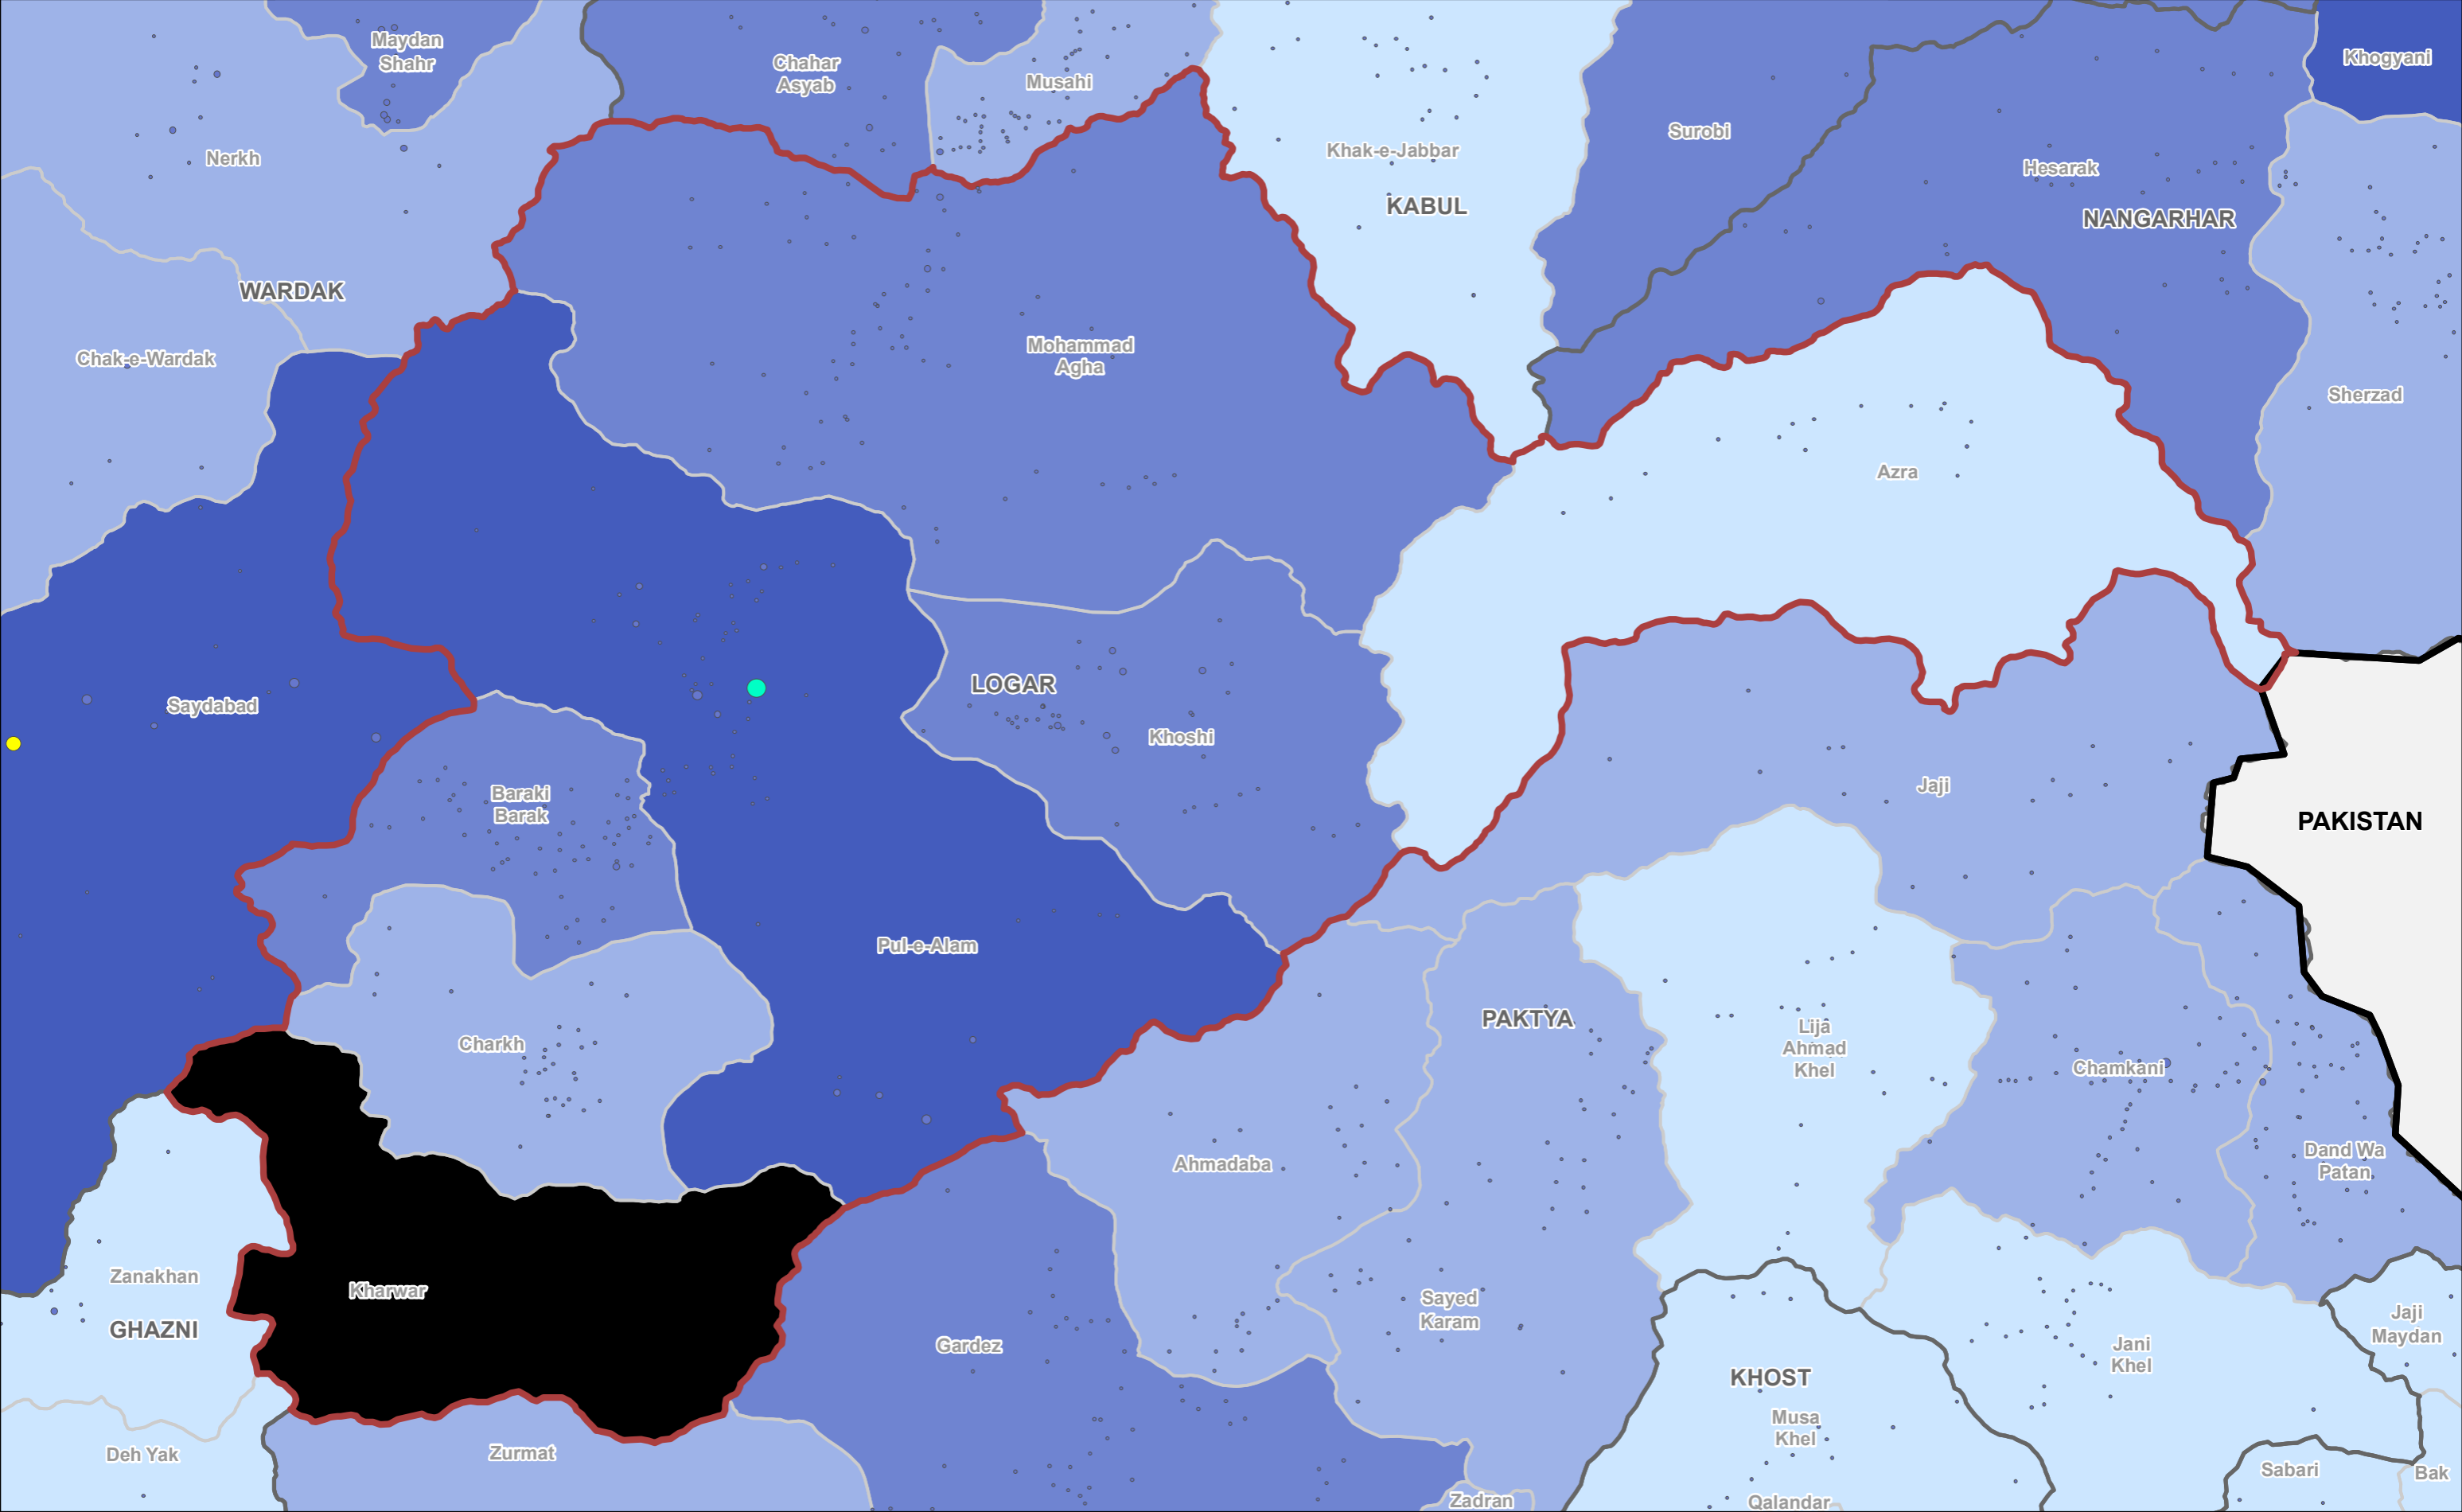 Maydan
Shahr
Chahar
Asyab
Musahi
Khogyani
Nerkh
Khak-e-Jabbar
Surobi
Hesarak
KABUL
NANGARHAR
WARDAK
Chak-e-Wardak
Mohammad
Agha
Sherzad
Azra
Saydabad
LOGAR
Khoshi
Jaji
PAKISTAN
Baraki
Barak
Pul-e-Alam
PAKTYA
Charkh
Lija
Ahmad
Khel
Chamkani
Ahmadaba
Dand Wa
Patan
Zanakhan
Kharwar
GHAZNI
Gardez
Sayed
Karam
Jaji
Maydan
Jani
Khel
KHOST
Musa
Khel
Deh Yak
Zurmat
Sabari
Bak
Zadran
Qalandar